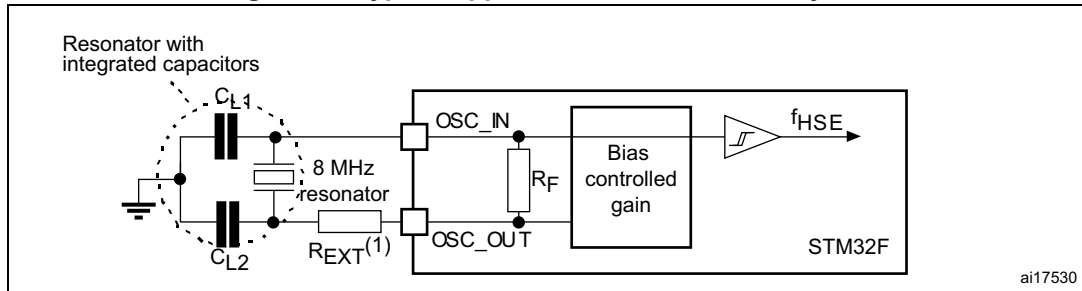 Resonator with
integrated capacitors
CL1
OSC_IN
fHSE
8 MHz
resonator
RF
Bias
controlled
gain
REXT(1)
OSC_OUT
CL2
STM32F
ai17530